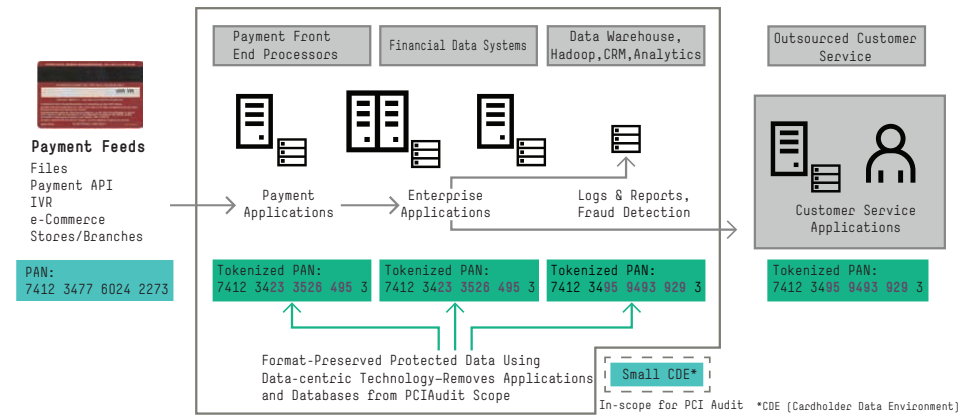 Payment Front
End Processors
Financial Data Systems
Data Warehouse,
Hadoop,CRM,Analytics
Outsourced Customer
Service
Payment Feeds
Files
Payment API
IVR
e-Commerce
Stores/Branches
Payment
Applications
Enterprise
Applications
Logs & Reports,
Fraud Detection
Customer Service
Applications
PAN:
7412 3477 6024 2273
Tokenized PAN:
7412 3423 3526 495 3
Tokenized PAN:
7412 3423 3526 495 3
Tokenized PAN:
7412 3495 9493 929 3
Tokenized PAN:
7412 3495 9493 929 3
Format-Preserved Protected Data Using
Data-centric Technology—Removes Applications
and Databases from PCIAudit Scope
Small CDE*
In-scope for PCI Audit
*CDE (Cardholder Data Environment)